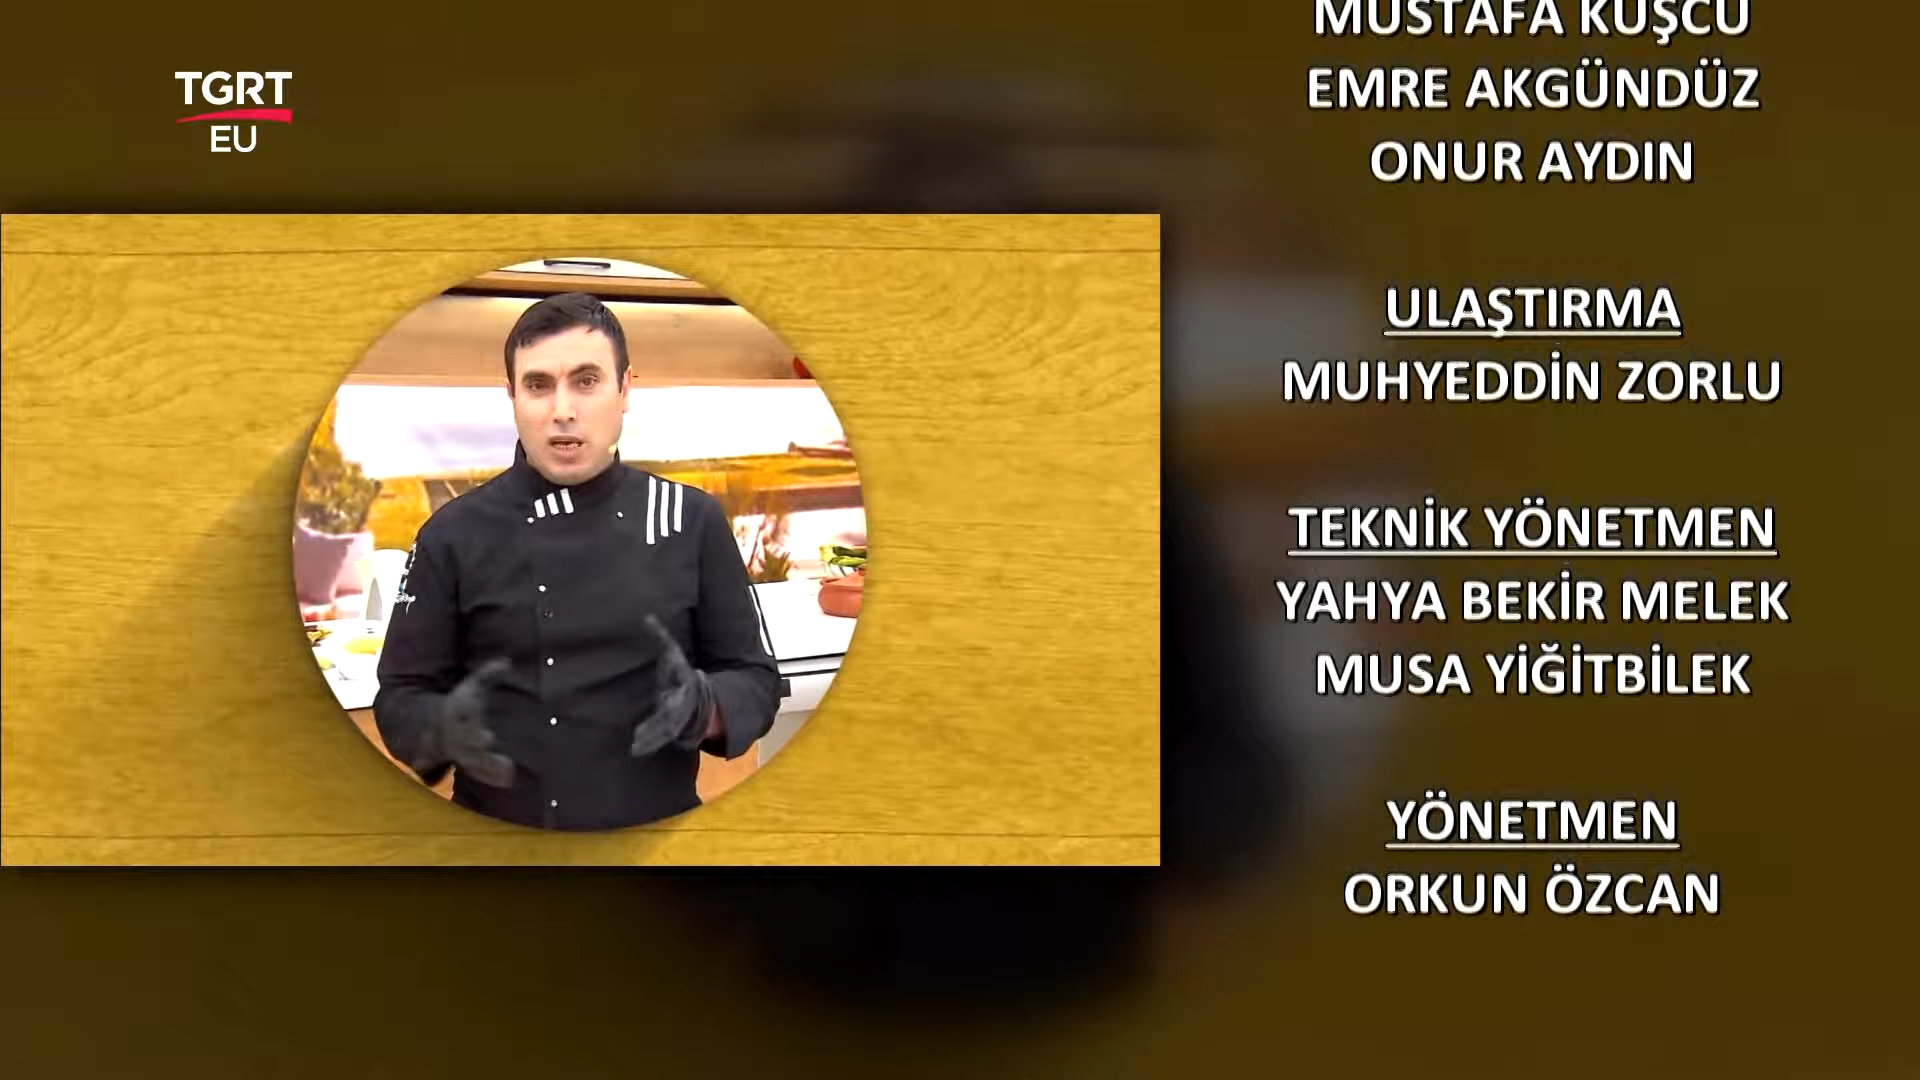 TGRT
EU
MUSTAFA KUŞCU
EMRE AKGÜNDÜZ
ONUR AYDIN
ULAŞTIRMA
MUHYEDDİN ZORLU
TEKNİK YÖNETMEN
YAHYA BEKİR MELEK
MUSA YİĞİTBİLEK
YÖNETMEN
ORKUN ÖZCAN